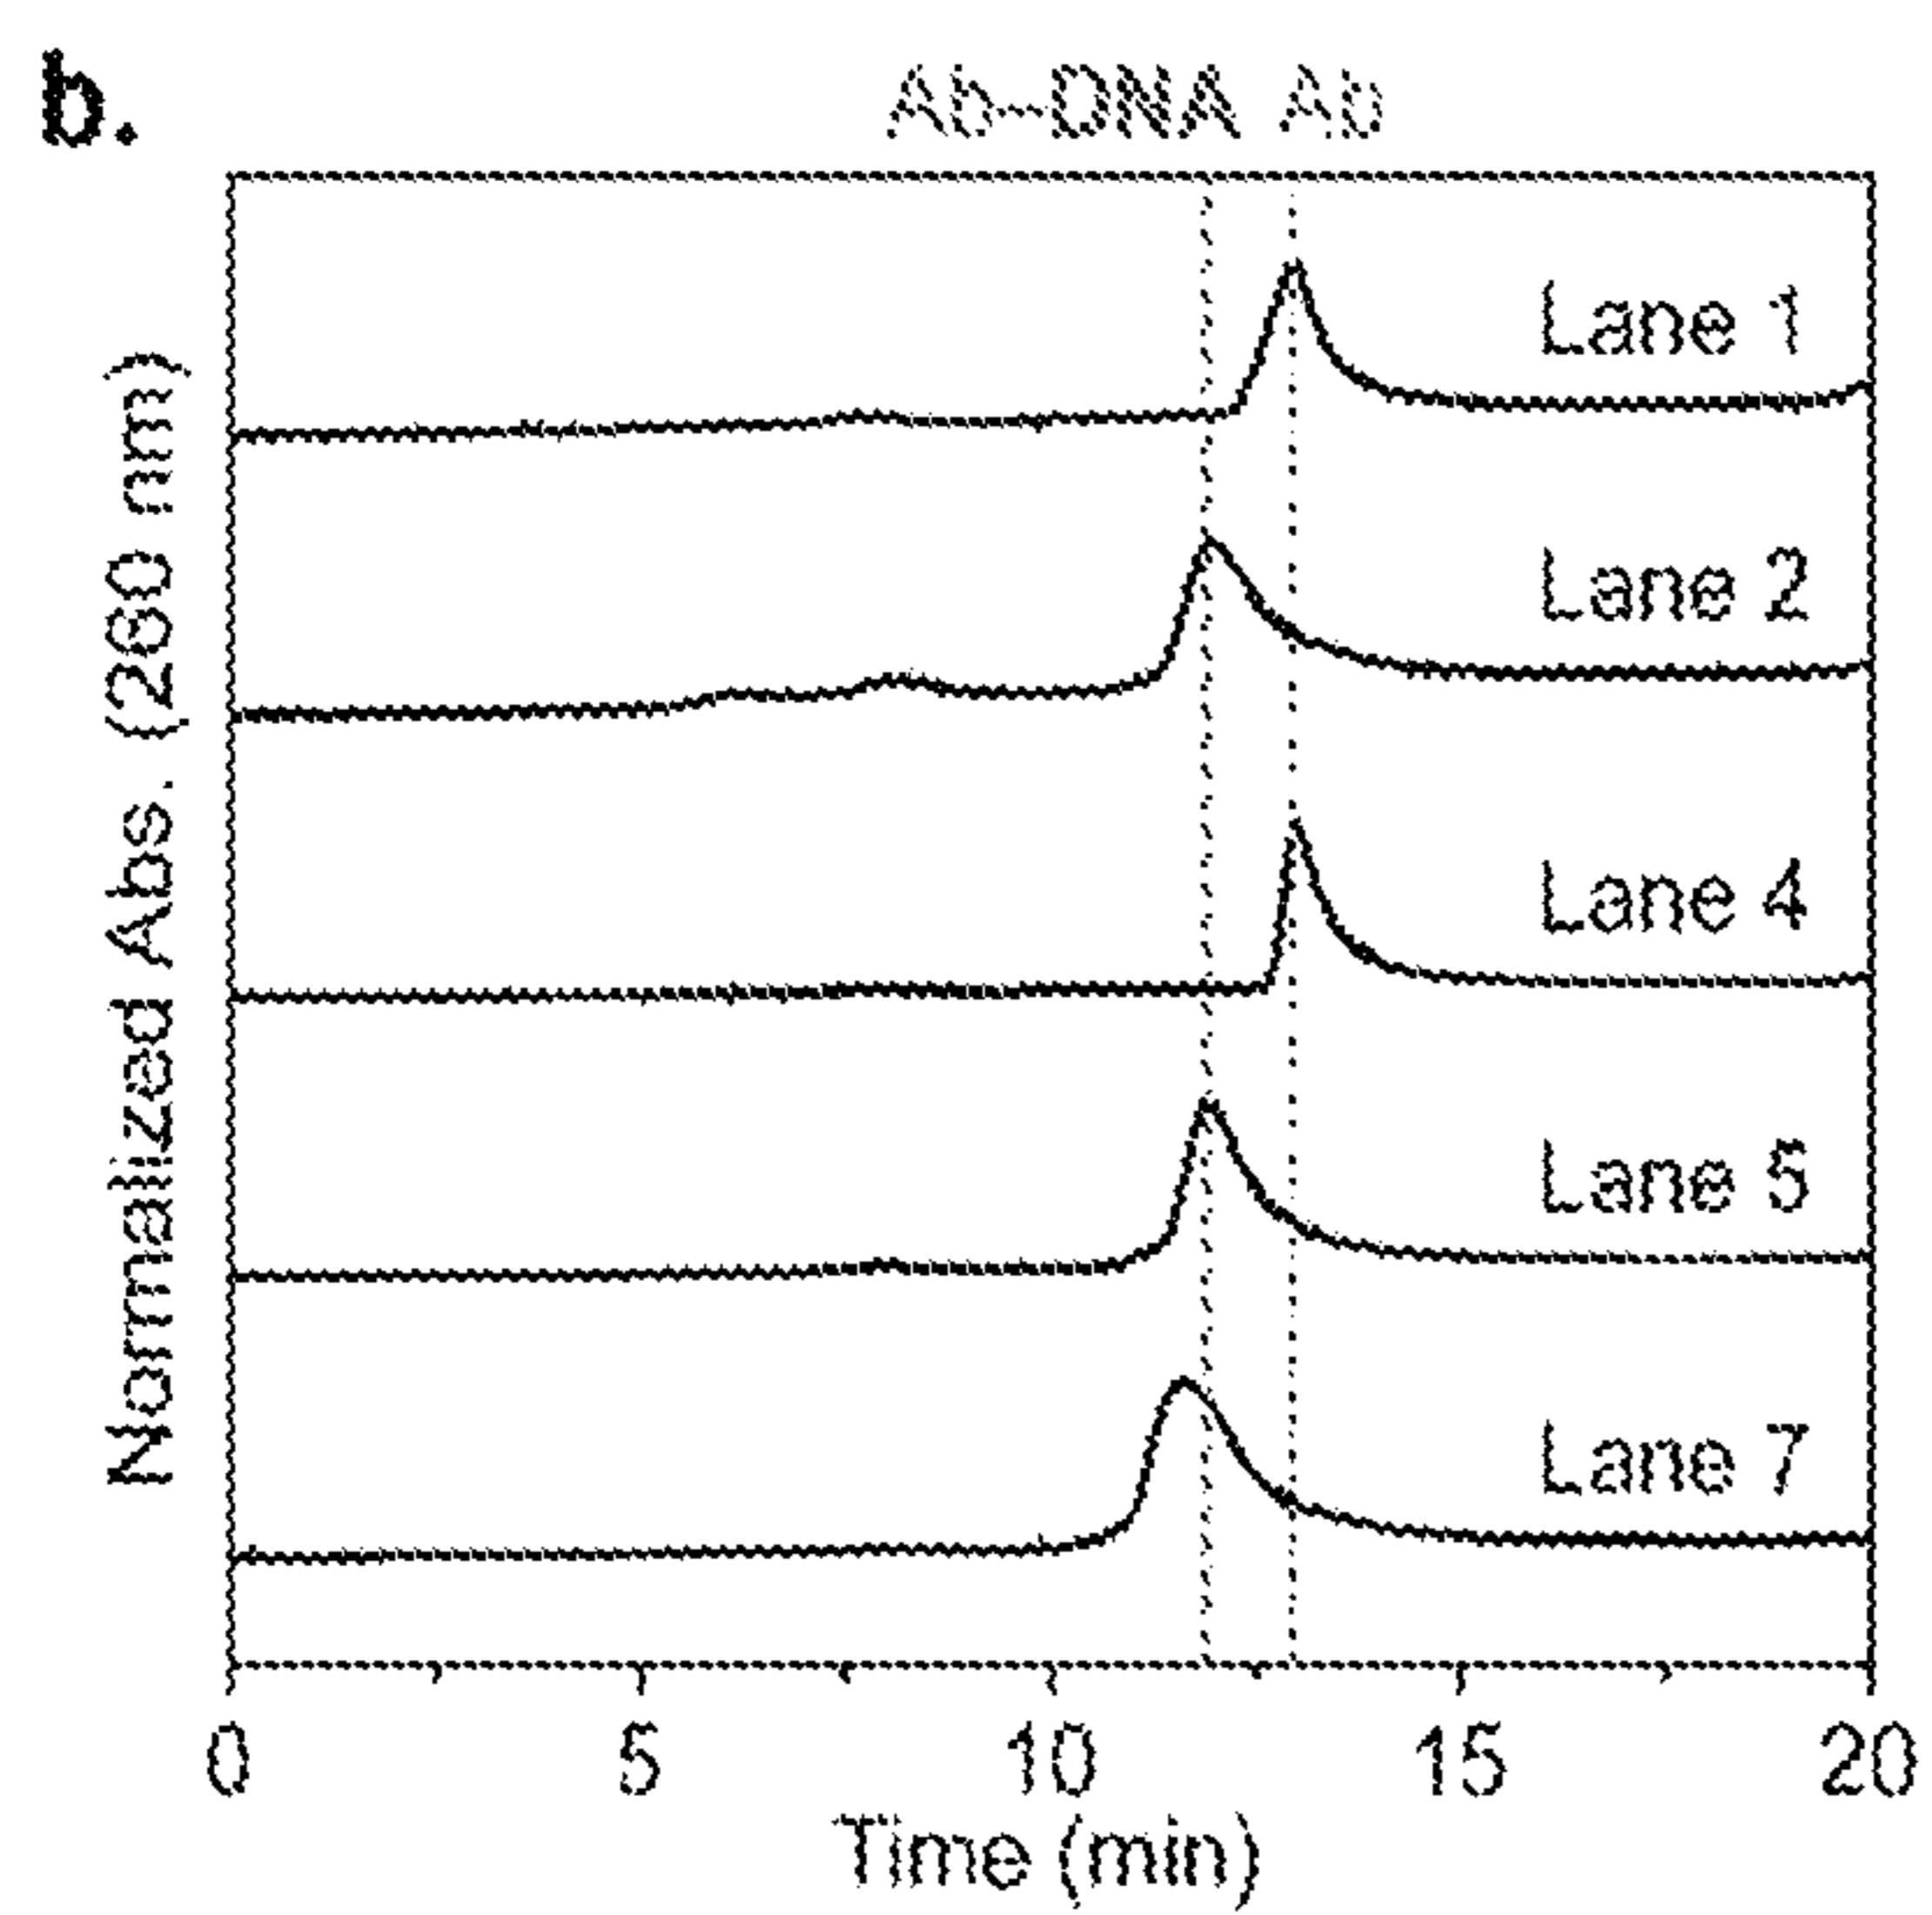 b.
Ab-DNA Ab
Lane 1
Lane 2
Lane 4
Lane 5
Lane 7
Normalized Abs. (260 nm)
0 5 10 15 20
Time (min)